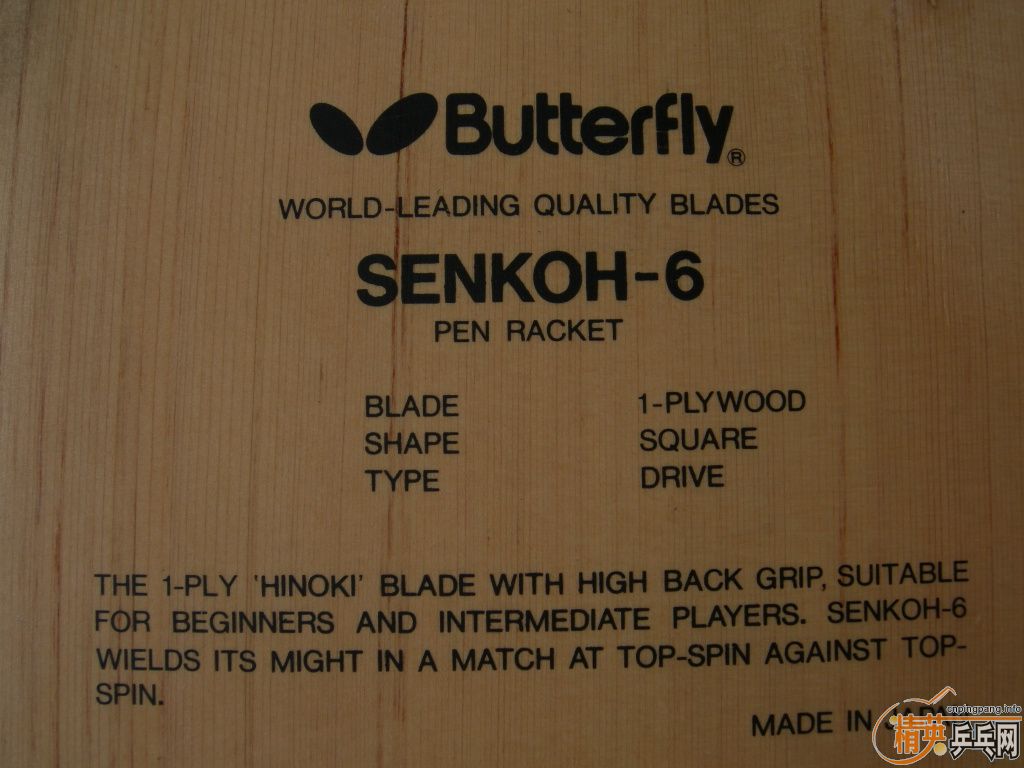 Butterfly®
WORLD-LEADING QUALITY BLADES
SENKOH-6
PEN RACKET
BLADE 1-PLYWOOD
SHAPE SQUARE
TYPE DRIVE
THE 1-PLY 'HINOKI' BLADE WITH HIGH BACK GRIP, SUITABLE
FOR BEGINNERS AND INTERMEDIATE PLAYERS. SENKOH-6
WIELDS ITS MIGHT IN A MATCH AT TOP-SPIN AGAINST TOP-
SPIN.
MADE IN JAPAN
cnpingpang.info
精英乒乓网